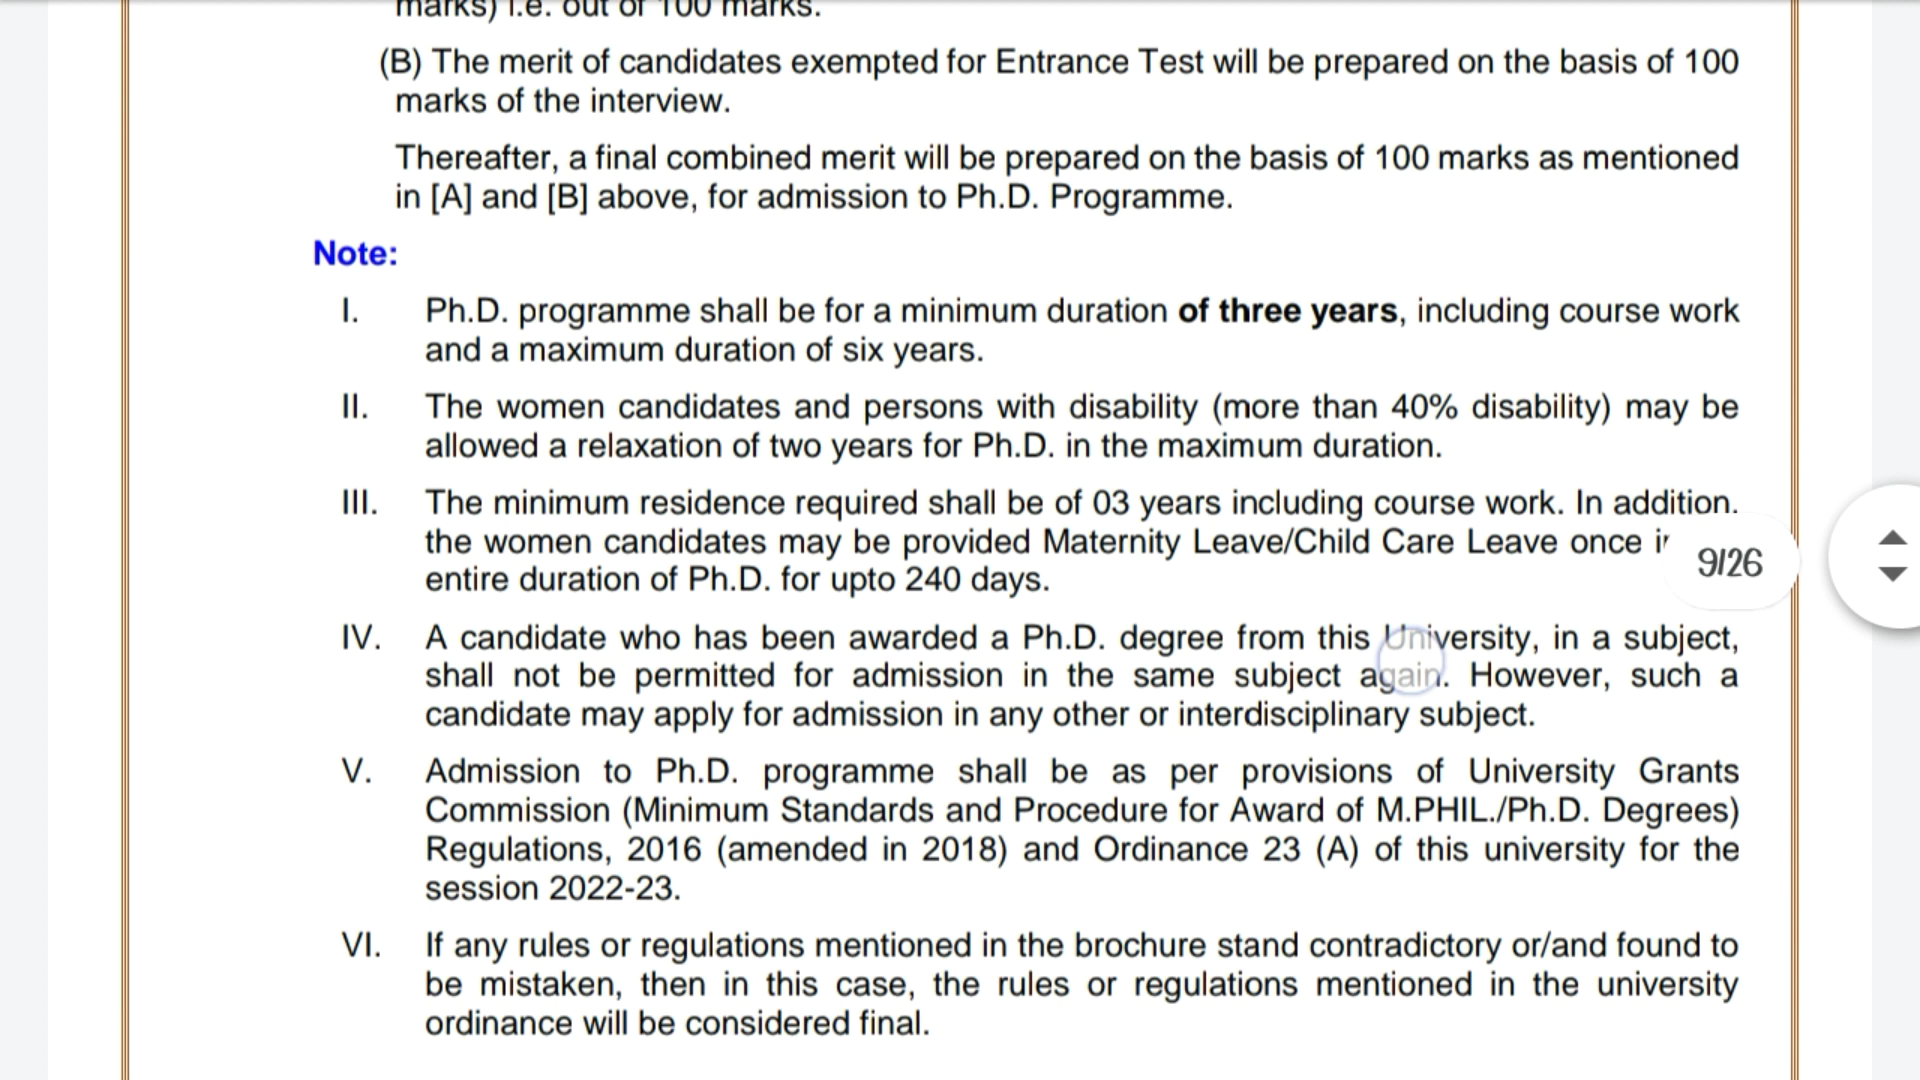 marks) i.e. out of 100 marks.
(B) The merit of candidates exempted for Entrance Test will be prepared on the basis of 100
marks of the interview.
Thereafter, a final combined merit will be prepared on the basis of 100 marks as mentioned
in [A] and [B] above, for admission to Ph.D. Programme.
Note:
I. Ph.D. programme shall be for a minimum duration of three years, including course work
and a maximum duration of six years.
II. The women candidates and persons with disability (more than 40% disability) may be
allowed a relaxation of two years for Ph.D. in the maximum duration.
III. The minimum residence required shall be of 03 years including course work. In addition.
the women candidates may be provided Maternity Leave/Child Care Leave once
9/26
entire duration of Ph.D. for upto 240 days.
IV. A candidate who has been awarded a Ph.D. degree from this University, in a subject,
shall not be permitted for admission in the same subject again. However, such a
candidate may apply for admission in any other or interdisciplinary subject.
V. Admission to Ph.D. programme shall be as per provisions of University Grants
Commission (Minimum Standards and Procedure for Award of M.PHIL./Ph.D. Degrees)
Regulations, 2016 (amended in 2018) and Ordinance 23 (A) of this university for the
session 2022-23.
VI. If any rules or regulations mentioned in the brochure stand contradictory or/and found to
be mistaken, then in this case, the rules or regulations mentioned in the university
ordinance will be considered final.